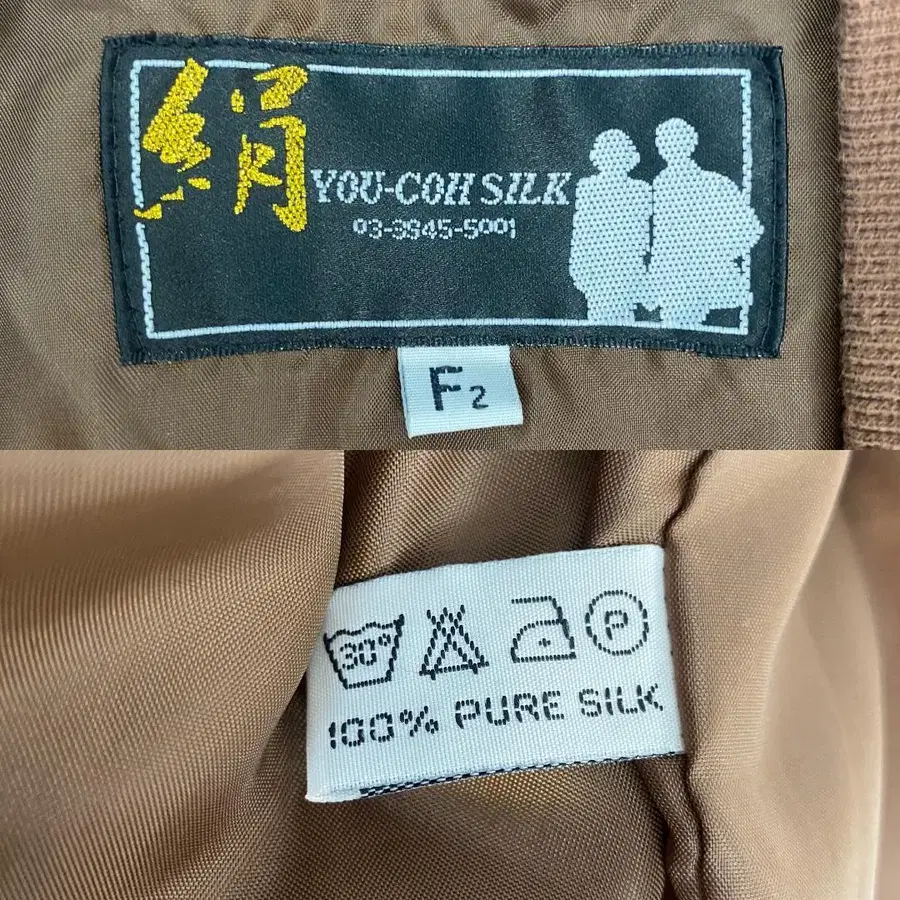 絹
YOU-COH SILK
03-3945-5001
F2
30°
P
100% PURE SILK